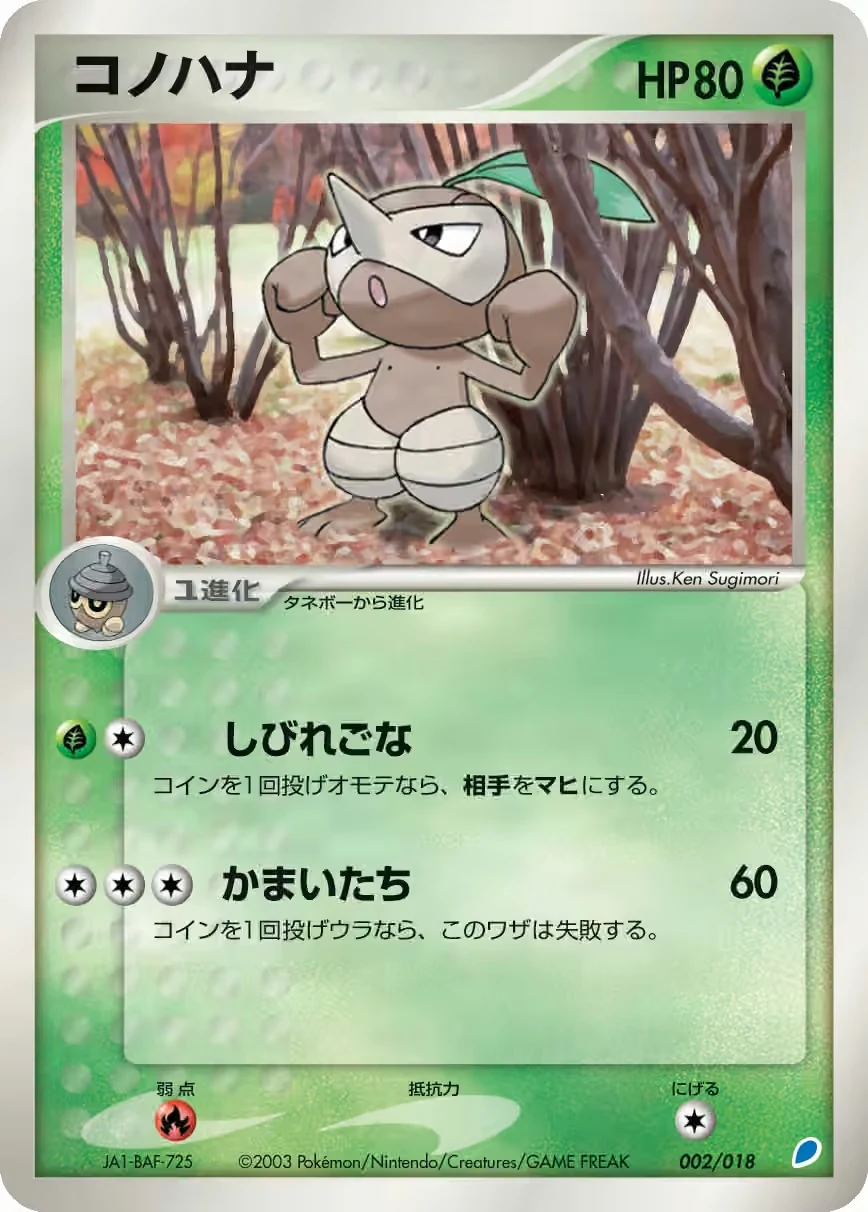 コノハナ HP80
Illus.Ken Sugimori
1進化 タネボーから進化
しびれごな 20
コインを1回投げオモテなら、相手をマヒにする。
かまいたち 60
コインを1回投げウラなら、このワザは失敗する。
弱点 抵抗力 にげる
JA1-BAF-725 ©2003 Pokémon/Nintendo/Creatures/GAME FREAK 002/018